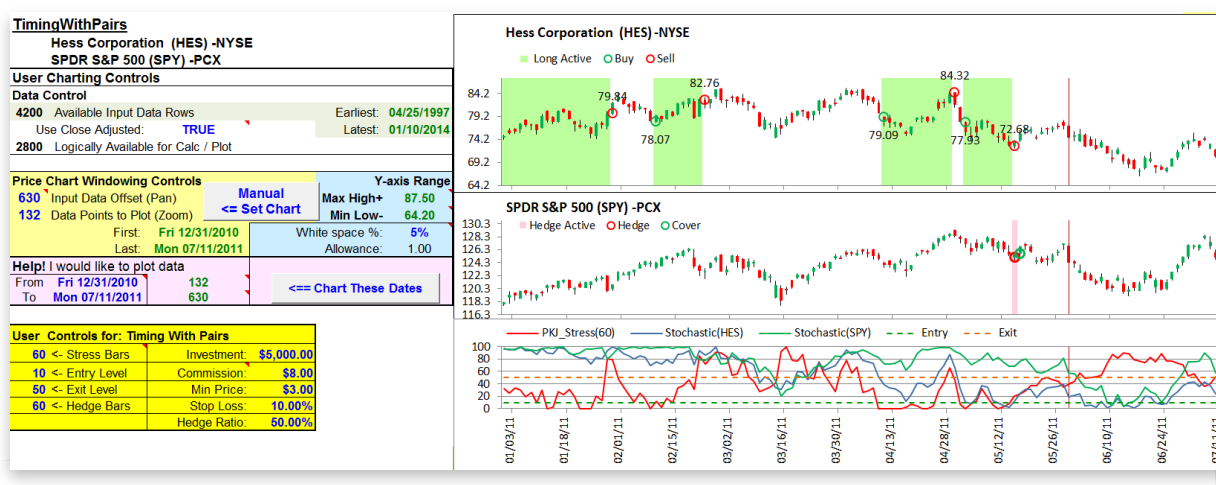 TimingWithPairs
Hess Corporation (HES) -NYSE
SPDR S&P 500 (SPY) -PCX
User Charting Controls
Data Control
4200 Available Input Data Rows Earliest: 04/25/1997
Use Close Adjusted: TRUE Latest: 01/10/2014
2800 Logically Available for Calc / Plot
Price Chart Windowing Controls Y-axis Range
630 Input Data Offset (Pan) Manual <= Set Chart Max High+ 87.50
132 Data Points to Plot (Zoom) Min Low- 64.20
First: Fri 12/31/2010 White space %: 5%
Last: Mon 07/11/2011 Allowance: 1.00
Help! I would like to plot data
From Fri 12/31/2010 132 <== Chart These Dates
To Mon 07/11/2011 630
User Controls for: Timing With Pairs
60 <- Stress Bars Investment: $5,000.00
10 <- Entry Level Commission: $8.00
50 <- Exit Level Min Price: $3.00
60 <- Hedge Bars Stop Loss: 10.00%
Hedge Ratio: 50.00%
Hess Corporation (HES) -NYSE
Long Active Buy Sell
84.2
79.2
74.2
69.2
64.2
79.84
78.07
82.76
79.09
84.32
77.93
72.68
SPDR S&P 500 (SPY) -PCX
Hedge Active Hedge Cover
130.3
128.3
126.3
124.3
122.3
120.3
118.3
116.3
PKJ_Stress(60) Stochastic(HES) Stochastic(SPY) Entry Exit
100
80
60
40
20
0
01/03/11
01/18/11
02/01/11
02/15/11
03/02/11
03/16/11
03/30/11
04/13/11
04/28/11
05/12/11
05/26/11
06/10/11
06/24/11